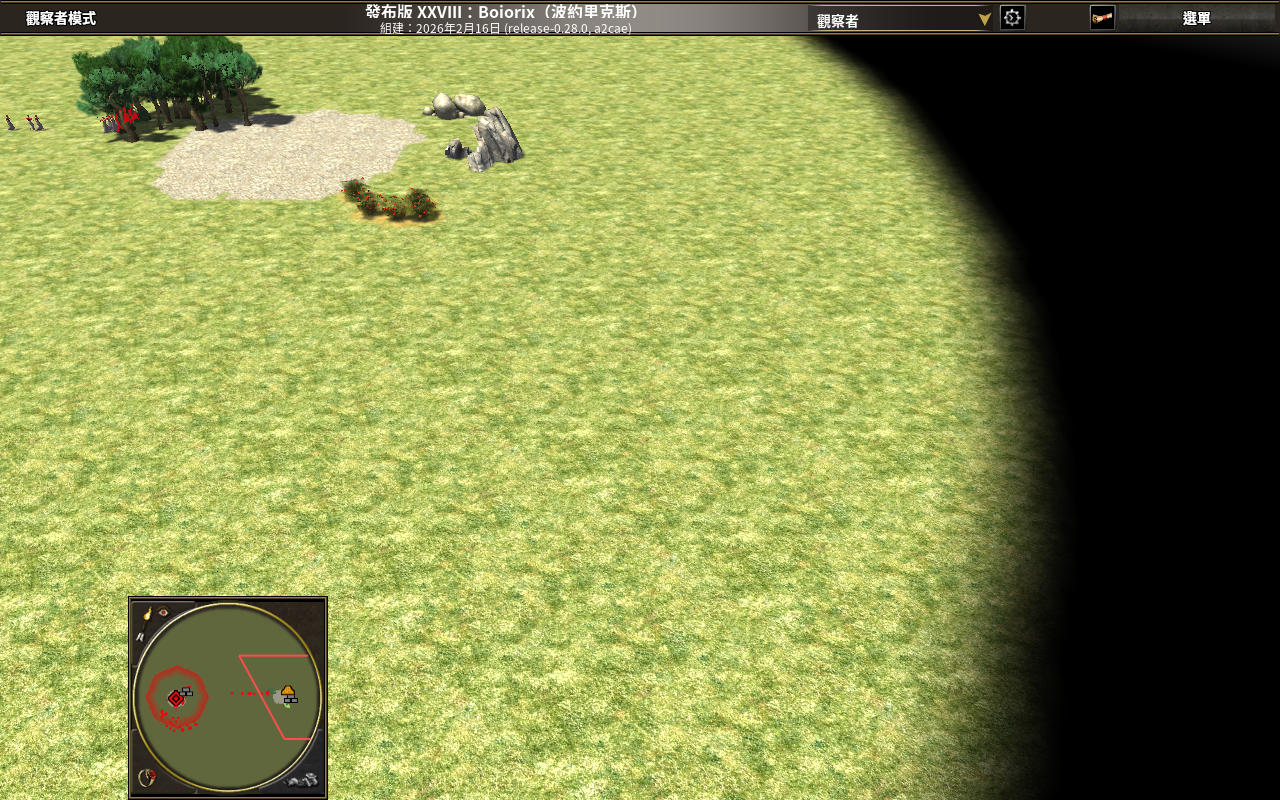 觀察者模式
發布版 XXVIII：Boiorix（波約里克斯）
組建：2026年2月16日 (release-0.28.0, a2cae)
觀察者
選單